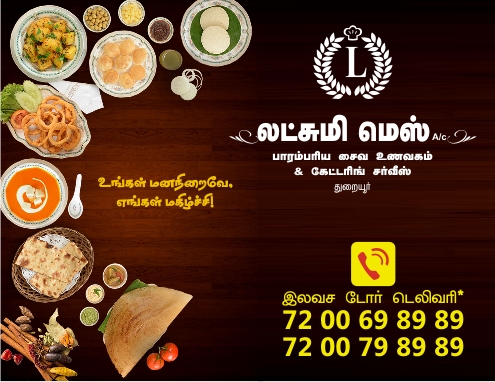 L
லட்சுமி மெஸ் A/c
பாரம்பரிய சைவ உணவகம்
& கேட்டரிங் சர்வீஸ்
துறையூர்
உங்கள் மனநிறைவே,
எங்கள் மகிழ்ச்சி!
இலவச டோர் டெலிவரி*
72 00 69 89 89
72 00 79 89 89